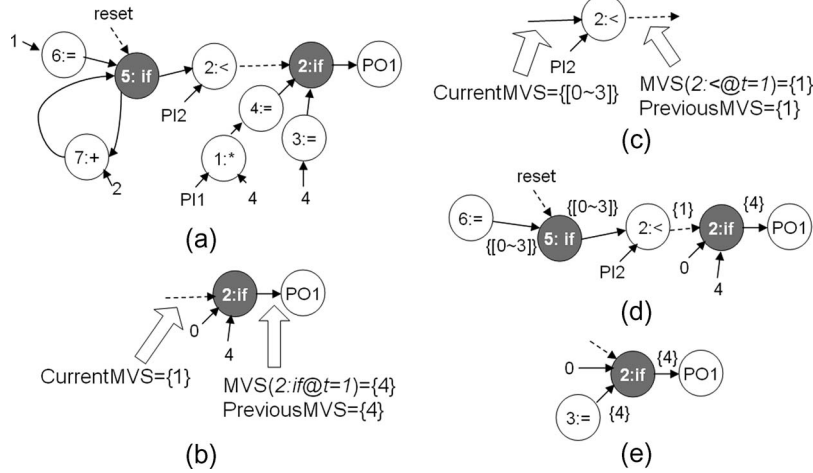 reset
1
6:=
5: if
2:<
2:if
PO1
PI2
4:=
3:=
7:+
2
1:*
PI1
4
4
(a)
2:if
PO1
0
4
CurrentMVS={1}
MVS(2:if@t=1)={4}
PreviousMVS={4}
(b)
2:<
PI2
CurrentMVS={[0~3]}
MVS(2:<@t=1)={1}
PreviousMVS={1}
(c)
reset
6:=
{[0~3]}
5: if
{[0~3]}
2:<
{1}
2:if
{4}
PO1
PI2
0
4
(d)
0
2:if
{4}
PO1
3:=
{4}
(e)